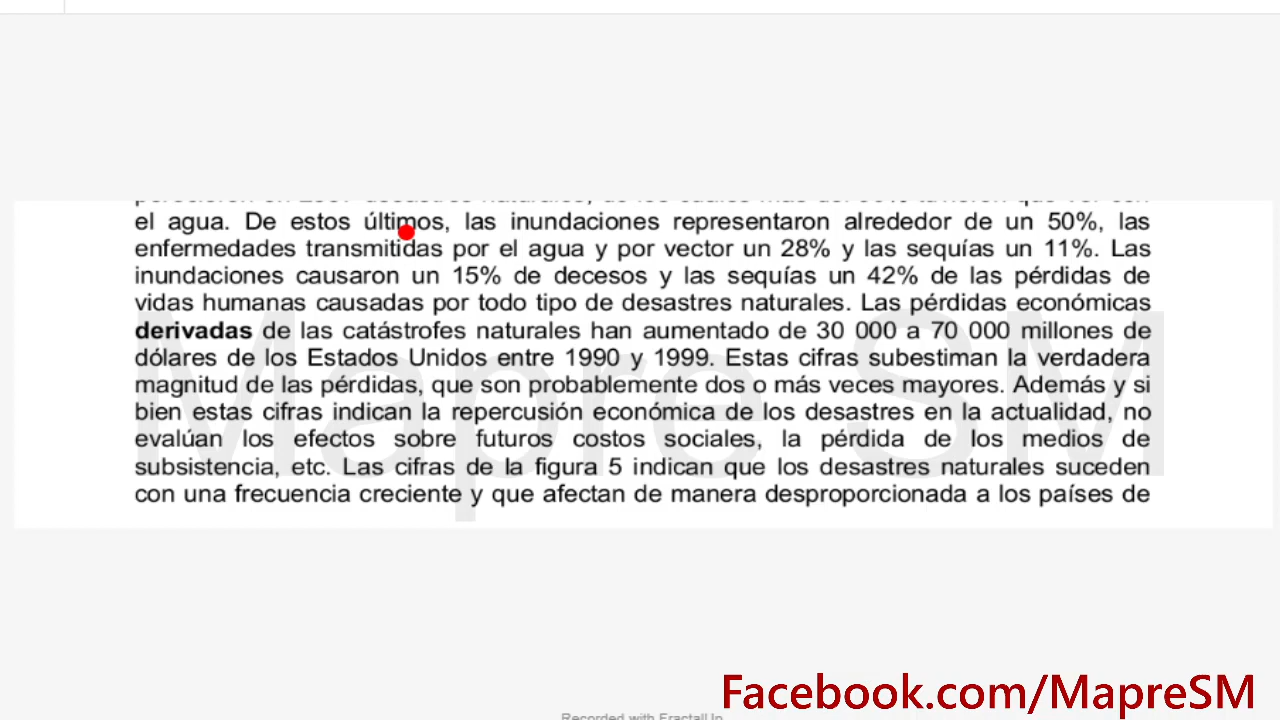 el agua. De estos últimos, las inundaciones representaron alrededor de un 50%, las
enfermedades transmitidas por el agua y por vector un 28% y las sequías un 11%. Las
inundaciones causaron un 15% de decesos y las sequías un 42% de las pérdidas de
vidas humanas causadas por todo tipo de desastres naturales. Las pérdidas económicas
derivadas de las catástrofes naturales han aumentado de 30 000 a 70 000 millones de
dólares de los Estados Unidos entre 1990 y 1999. Estas cifras subestiman la verdadera
magnitud de las pérdidas, que son probablemente dos o más veces mayores. Además y si
bien estas cifras indican la repercusión económica de los desastres en la actualidad, no
evalúan los efectos sobre futuros costos sociales, la pérdida de los medios de
subsistencia, etc. Las cifras de la figura 5 indican que los desastres naturales suceden
con una frecuencia creciente y que afectan de manera desproporcionada a los países de
Mapre SM
Facebook.com/MapreSM
Recorded with